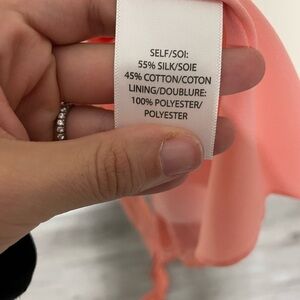 SELF/SOI:
55% SILK/SOIE
45% COTTON/COTON
LINING/DOUBLURE:
100% POLYESTER/
POLYESTER